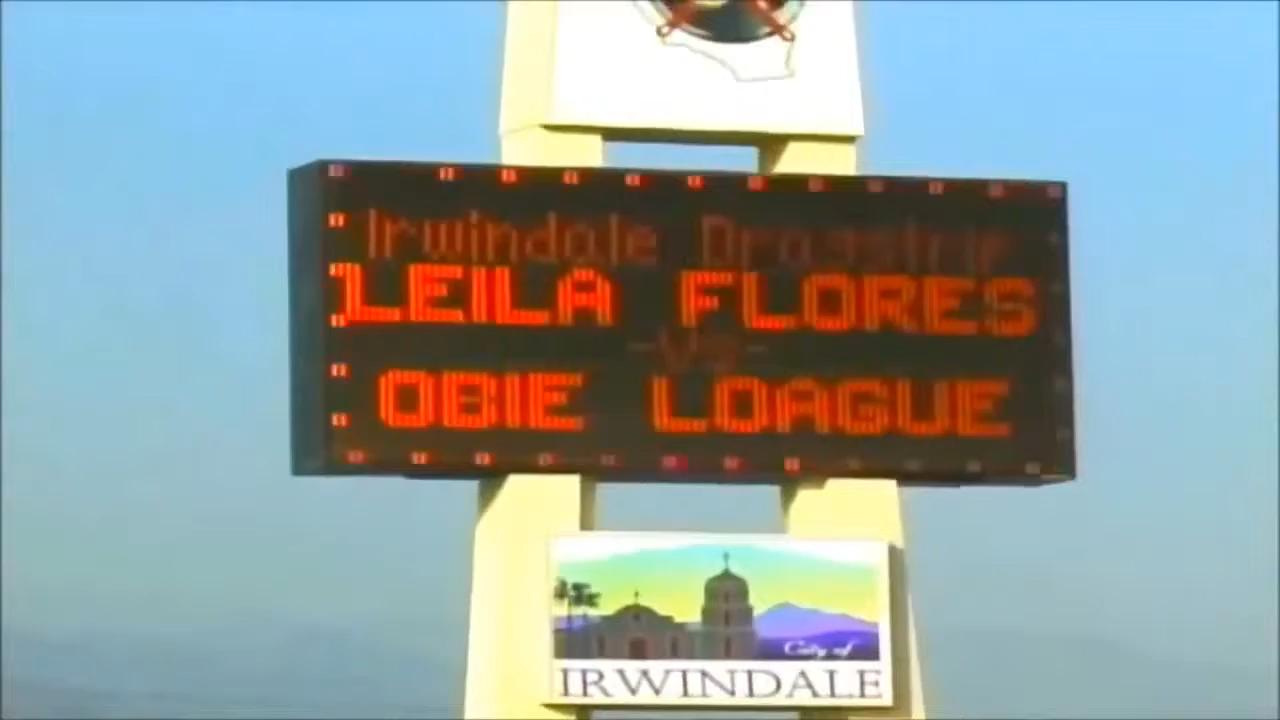 Irwindale Dragstrip
LEILA FLORES
-Vs-
OBIE LOAGUE
City of
IRWINDALE